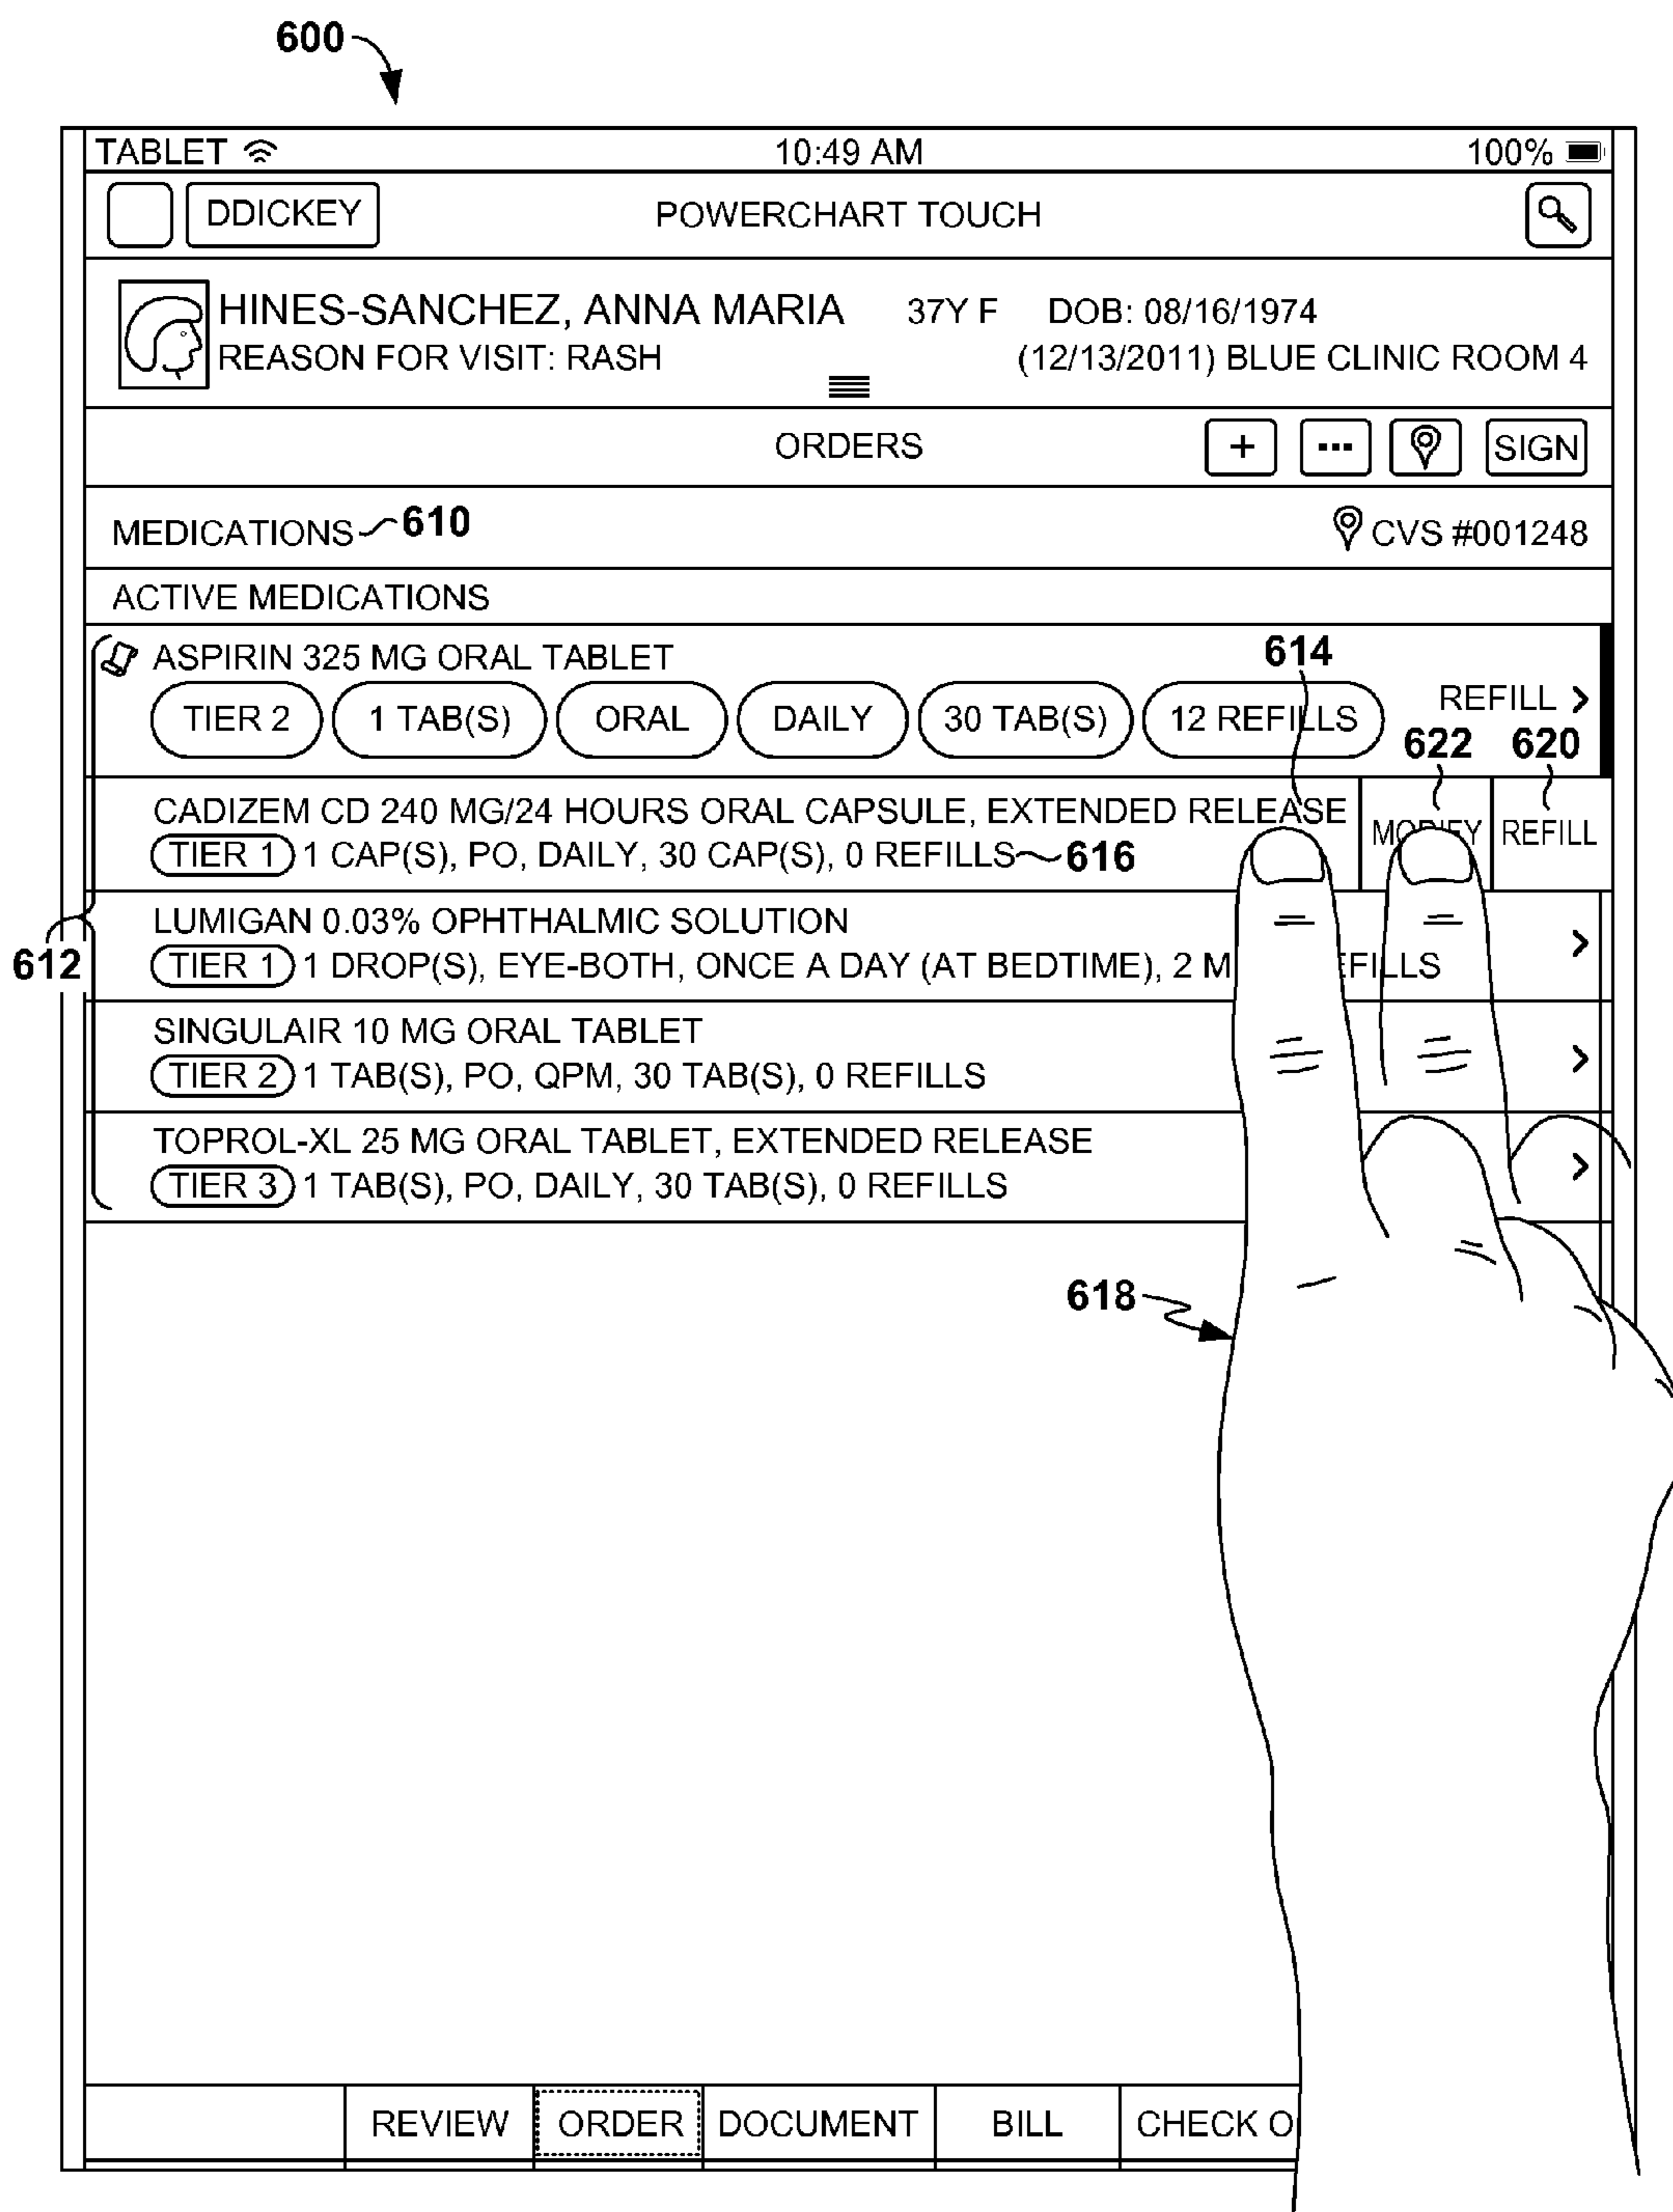 600
TABLET 10:49 AM 100%
DDICKEY POWERCHART TOUCH
HINES-SANCHEZ, ANNA MARIA 37Y F DOB: 08/16/1974
REASON FOR VISIT: RASH (12/13/2011) BLUE CLINIC ROOM 4
ORDERS + ... SIGN
MEDICATIONS 610 CVS #001248
ACTIVE MEDICATIONS
ASPIRIN 325 MG ORAL TABLET 614
REFILL >
TIER 2 1 TAB(S) ORAL DAILY 30 TAB(S) 12 REFILLS
622 620
CADIZEM CD 240 MG/24 HOURS ORAL CAPSULE, EXTENDED RELEASE
MODIFY REFILL
TIER 1 1 CAP(S), PO, DAILY, 30 CAP(S), 0 REFILLS 616
LUMIGAN 0.03% OPHTHALMIC SOLUTION >
612
TIER 1 1 DROP(S), EYE-BOTH, ONCE A DAY (AT BEDTIME), 2 M EFILLS
SINGULAIR 10 MG ORAL TABLET >
TIER 2 1 TAB(S), PO, QPM, 30 TAB(S), 0 REFILLS
TOPROL-XL 25 MG ORAL TABLET, EXTENDED RELEASE >
TIER 3 1 TAB(S), PO, DAILY, 30 TAB(S), 0 REFILLS
618
REVIEW ORDER DOCUMENT BILL CHECK O